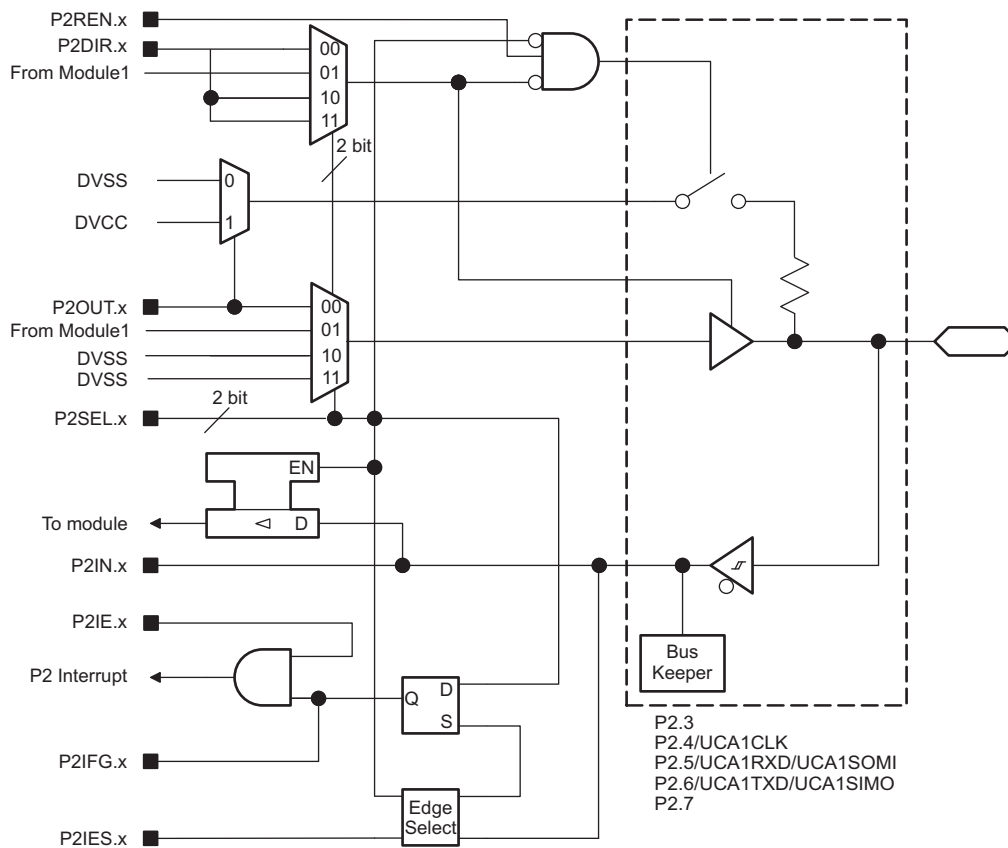 P2REN.x
P2DIR.x
00
From Module1
01
10
11
2 bit
DVSS
0
DVCC
1
P2OUT.x
00
From Module1
01
DVSS
10
DVSS
11
2 bit
P2SEL.x
EN
To module
D
P2IN.x
P2IE.x
Bus
Keeper
P2 Interrupt
Q
D
S
P2.3
P2.4/UCA1CLK
P2IFG.x
P2.5/UCA1RXD/UCA1SOMI
P2.6/UCA1TXD/UCA1SIMO
P2.7
Edge
Select
P2IES.x